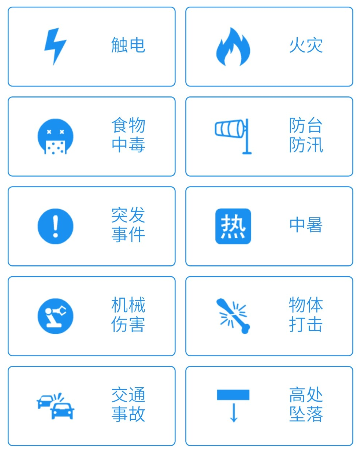 触电
火灾
食物
中毒
防台
防汛
突发
事件
热
中暑
机械
伤害
物体
打击
交通
事故
高处
坠落